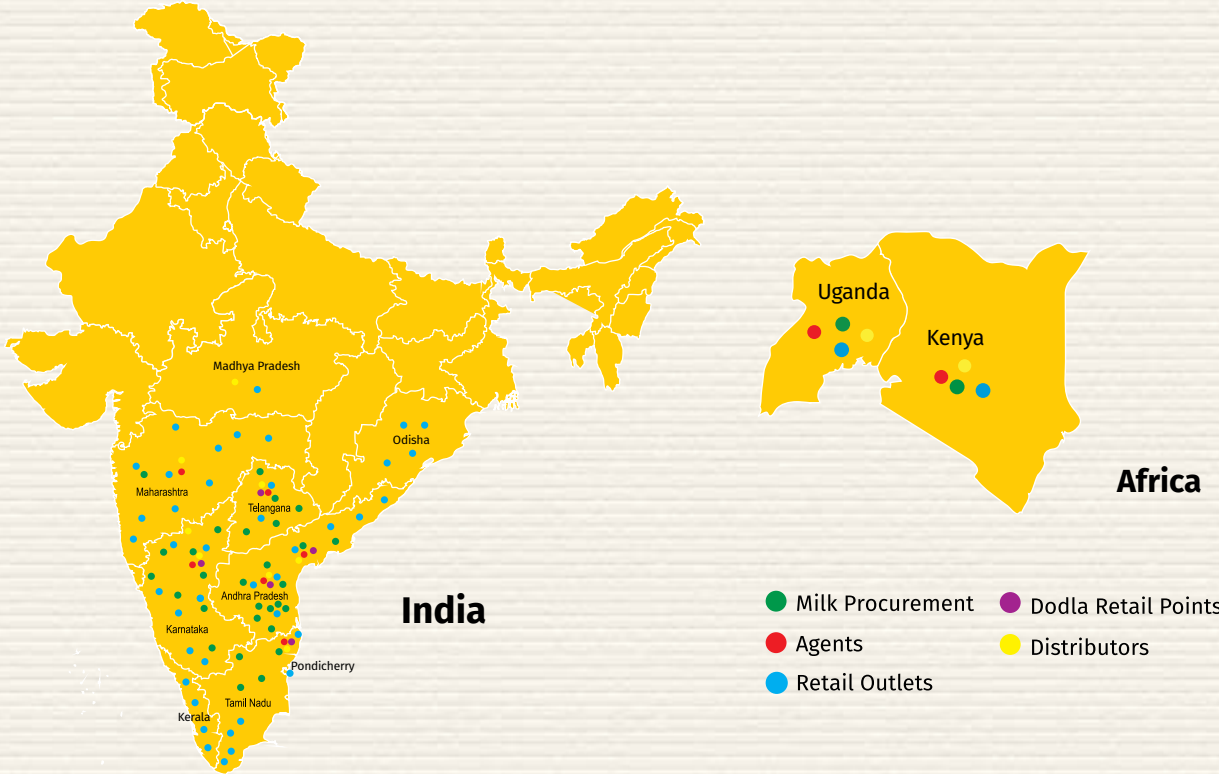 Madhya Pradesh
Odisha
Maharashtra
Telangana
Andhra Pradesh
Karnataka
Pondicherry
Tamil Nadu
Kerala
India
Uganda
Kenya
Africa
Milk Procurement
Agents
Retail Outlets
Dodla Retail Points
Distributors